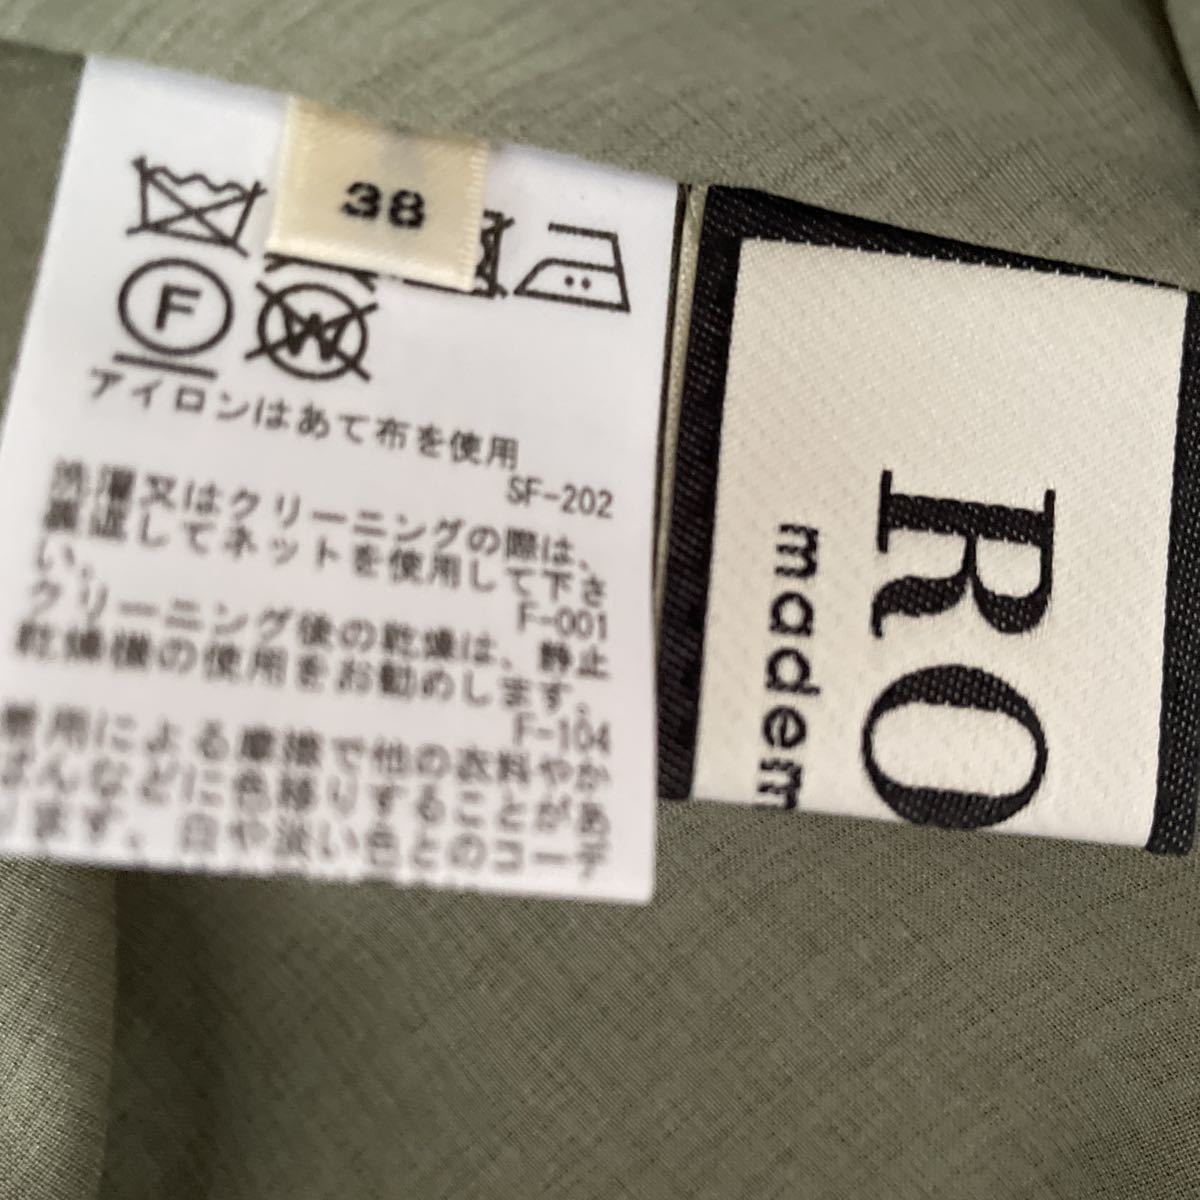 38
F
W
アイロンはあて布を使用
SF-202
洗濯又はクリーニングの際は、
裏返してネットを使用して下さ
い。
F-001
クリーニング後の乾燥は、静止
乾燥機の使用をお勧めします。
F-104
着用による摩擦で他の衣料やか
ばんなどに色移りすることがあ
ります。白や淡い色とのコーデ
RO
madem